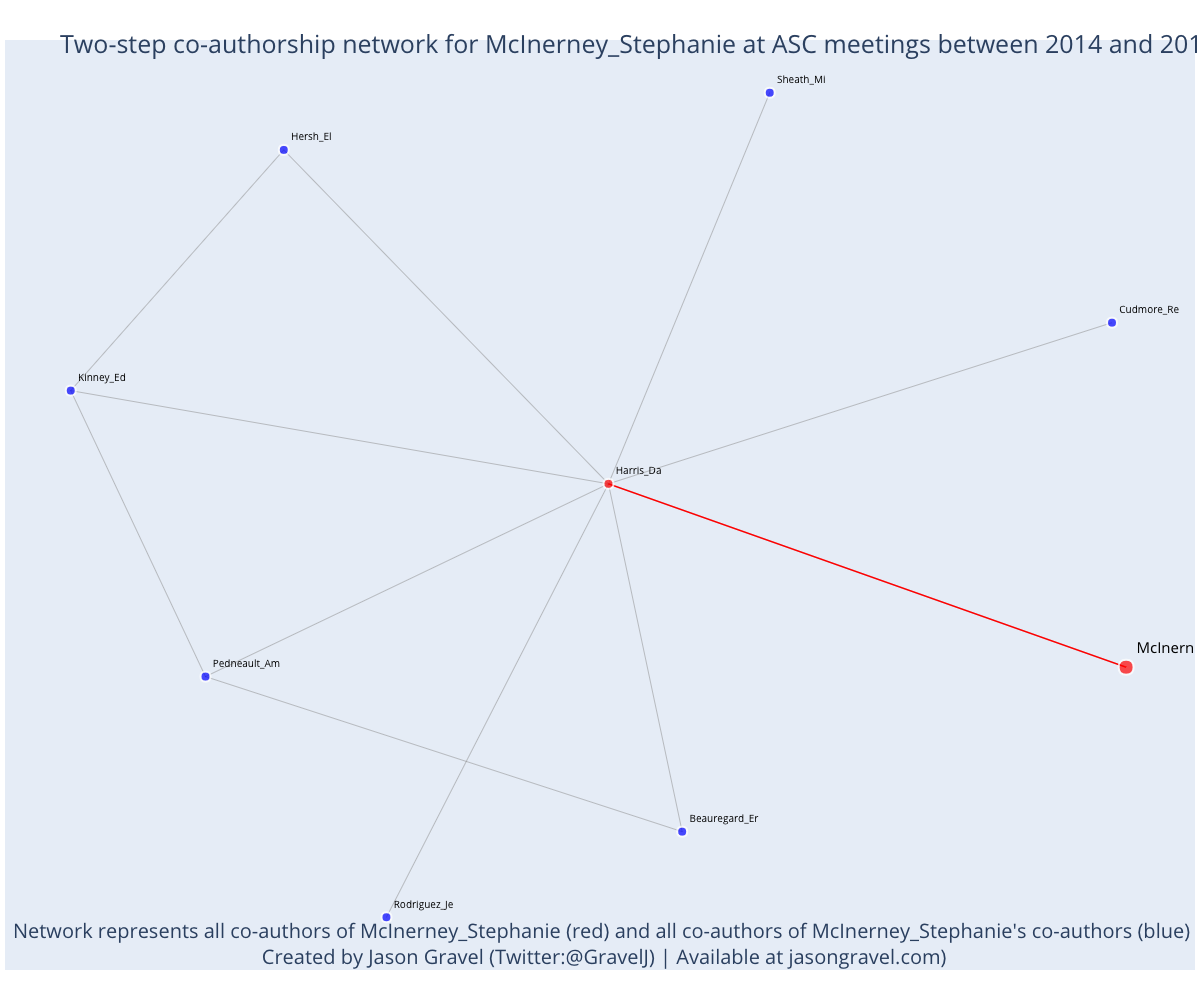 Two-step co-authorship network for McInerney_Stephanie at ASC meetings between 2014 and 201
Sheath_Mi
Hersh_El
Cudmore_Re
Kinney_Ed
Harris_Da
McInern
Pedneault_Am
Beauregard_Er
Rodriguez_Je
Network represents all co-authors of McInerney_Stephanie (red) and all co-authors of McInerney_Stephanie's co-authors (blue)
Created by Jason Gravel (Twitter:@GravelJ) | Available at jasongravel.com)